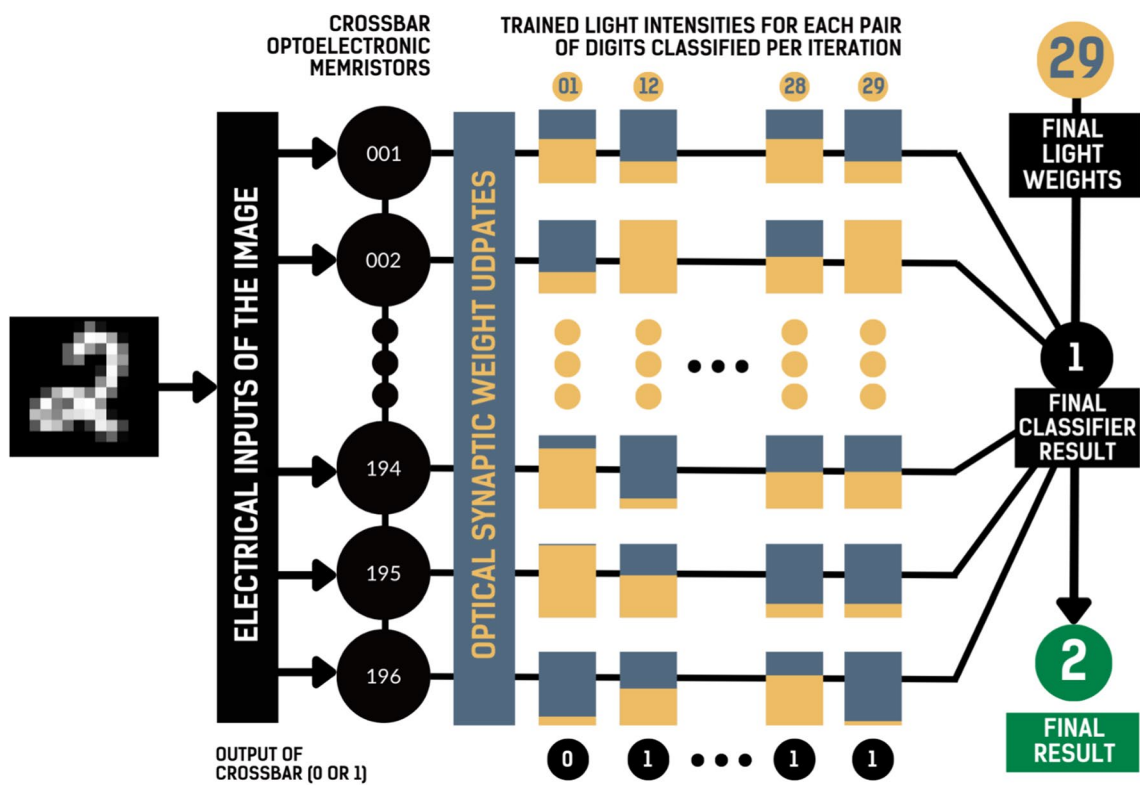 CROSSBAR
OPTOELECTRONIC
MEMRISTORS
TRAINED LIGHT INTENSITIES FOR EACH PAIR
OF DIGITS CLASSIFIED PER ITERATION
01
12
28
29
29
FINAL
LIGHT
WEIGHTS
ELECTRICAL INPUTS OF THE IMAGE
001
002
194
195
196
OPTICAL SYNAPTIC WEIGHT UDPATES
1
FINAL
CLASSIFIER
RESULT
2
FINAL
RESULT
OUTPUT OF
CROSSBAR (0 OR 1)
0
1
1
1